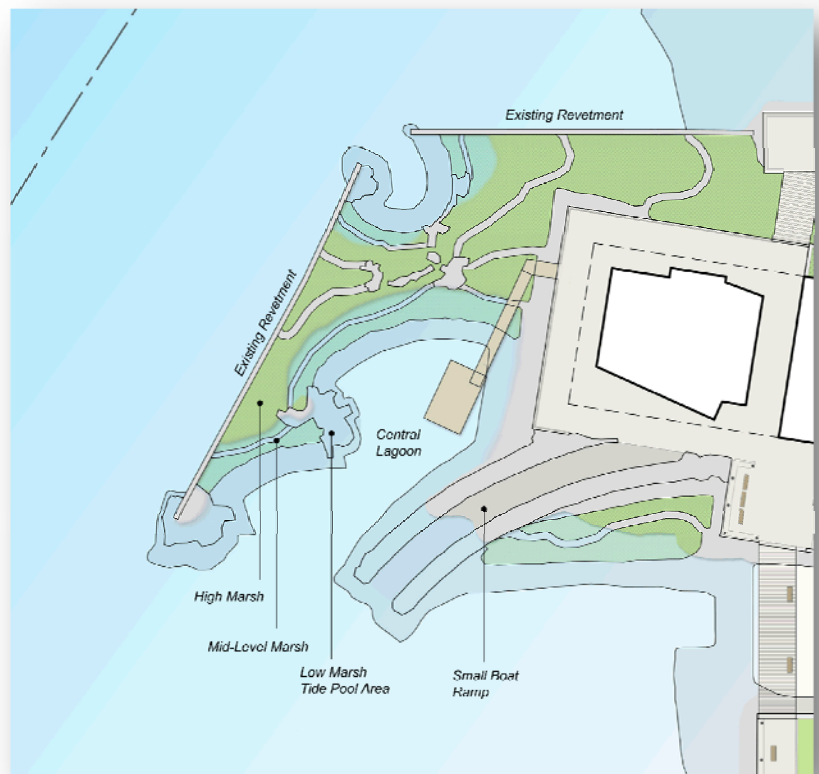 Existing Revetment
Existing Revetment
Central
Lagoon
High Marsh
Mid-Level Marsh
Low Marsh
Tide Pool Area
Small Boat
Ramp